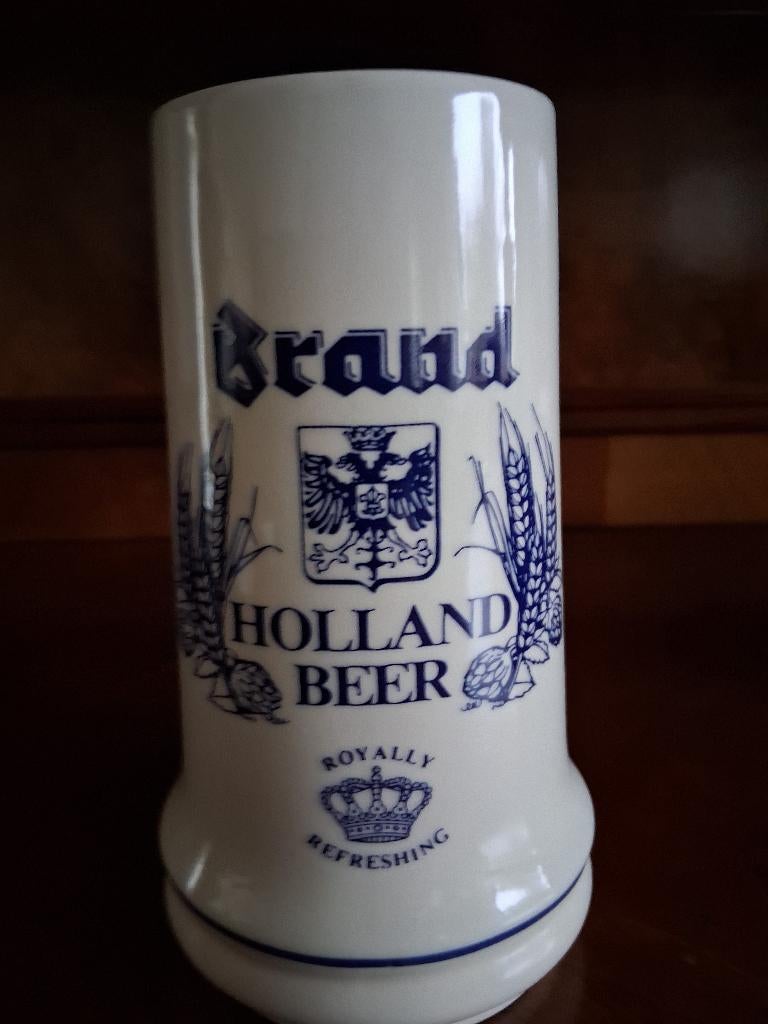 Brand
HOLLAND
BEER
ROYALLY
REFRESHING